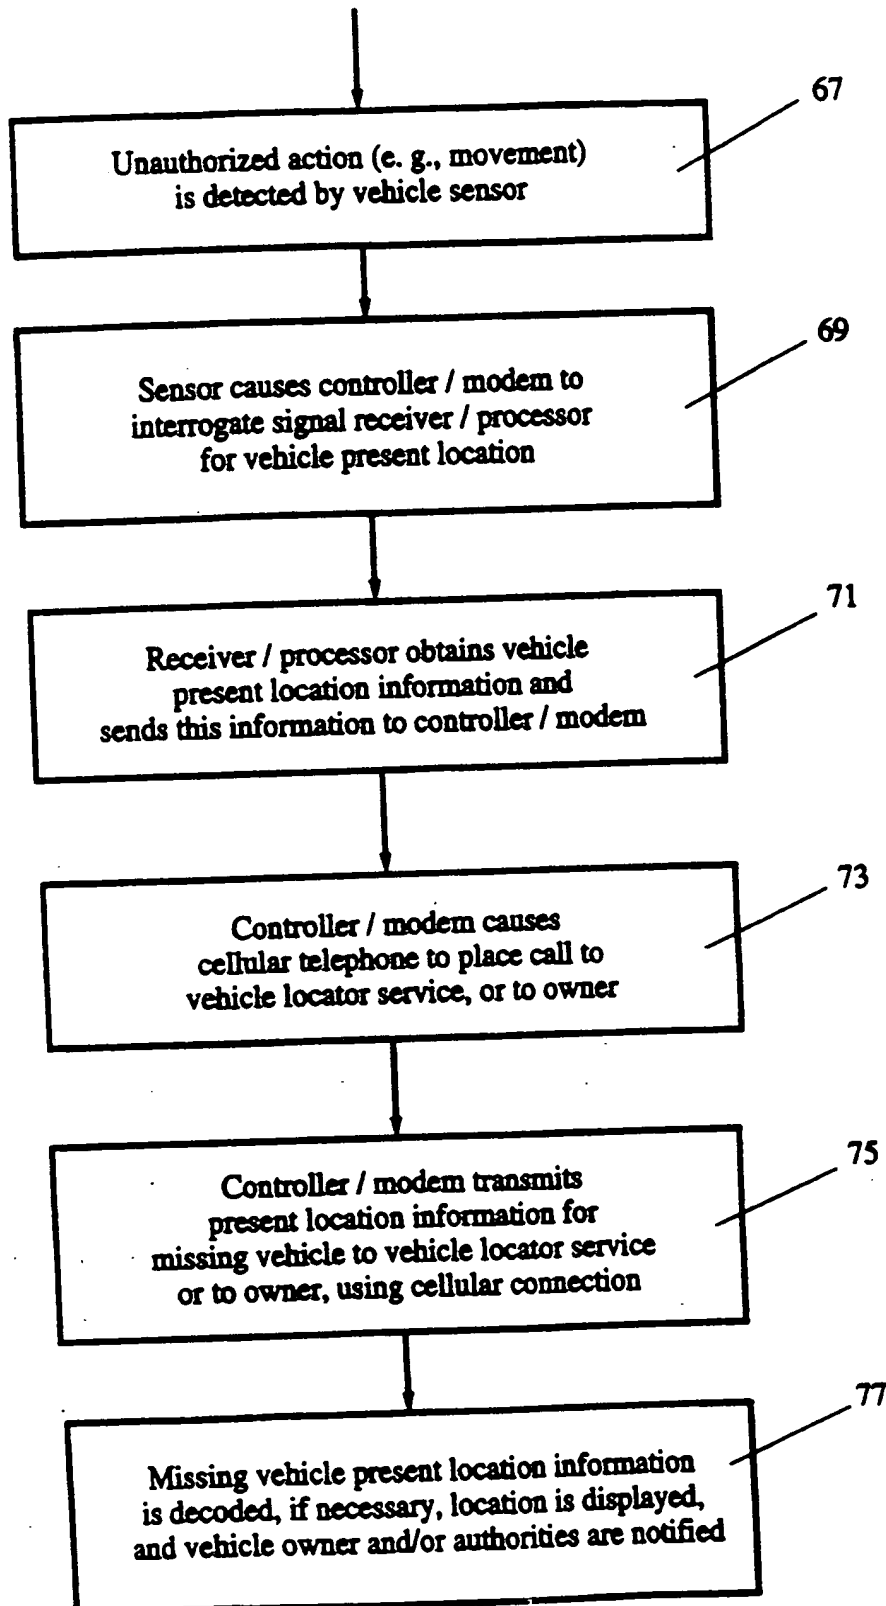 67
Unauthorized action (e. g., movement)
is detected by vehicle sensor
69
Sensor causes controller / modem to
interrogate signal receiver / processor
for vehicle present location
71
Receiver / processor obtains vehicle
present location information and
sends this information to controller / modem
73
Controller / modem causes
cellular telephone to place call to
vehicle locator service, or to owner
75
Controller / modem transmits
present location information for
missing vehicle to vehicle locator service
or to owner, using cellular connection
77
Missing vehicle present location information
is decoded, if necessary, location is displayed,
and vehicle owner and/or authorities are notified